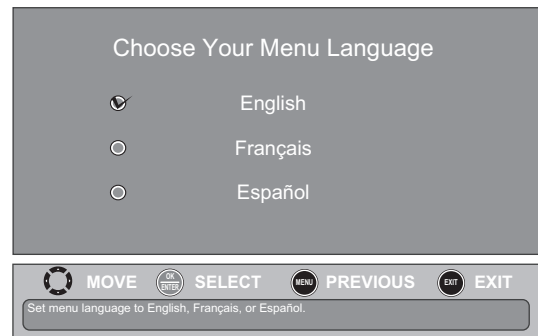 Choose Your Menu Language
English
Français
Español
MOVE OK ENTER SELECT MENU PREVIOUS EXIT EXIT
Set menu language to English, Français, or Español.